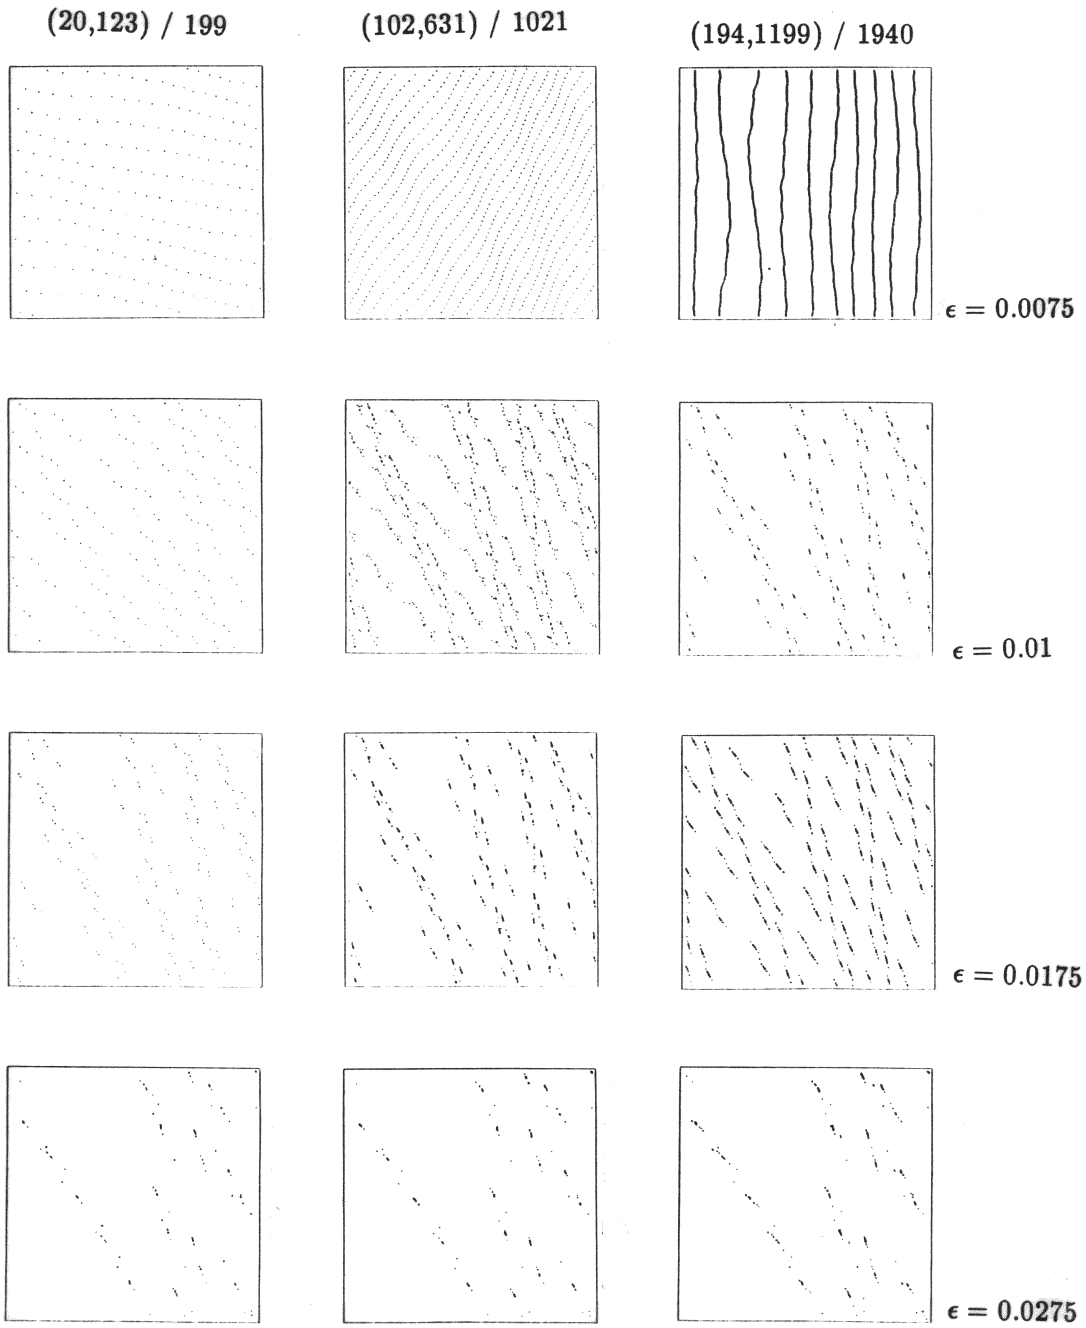 (20,123) / 199
(102,631) / 1021
(194,1199) / 1940
ϵ = 0.0075
ϵ = 0.01
ϵ = 0.0175
ϵ = 0.0275